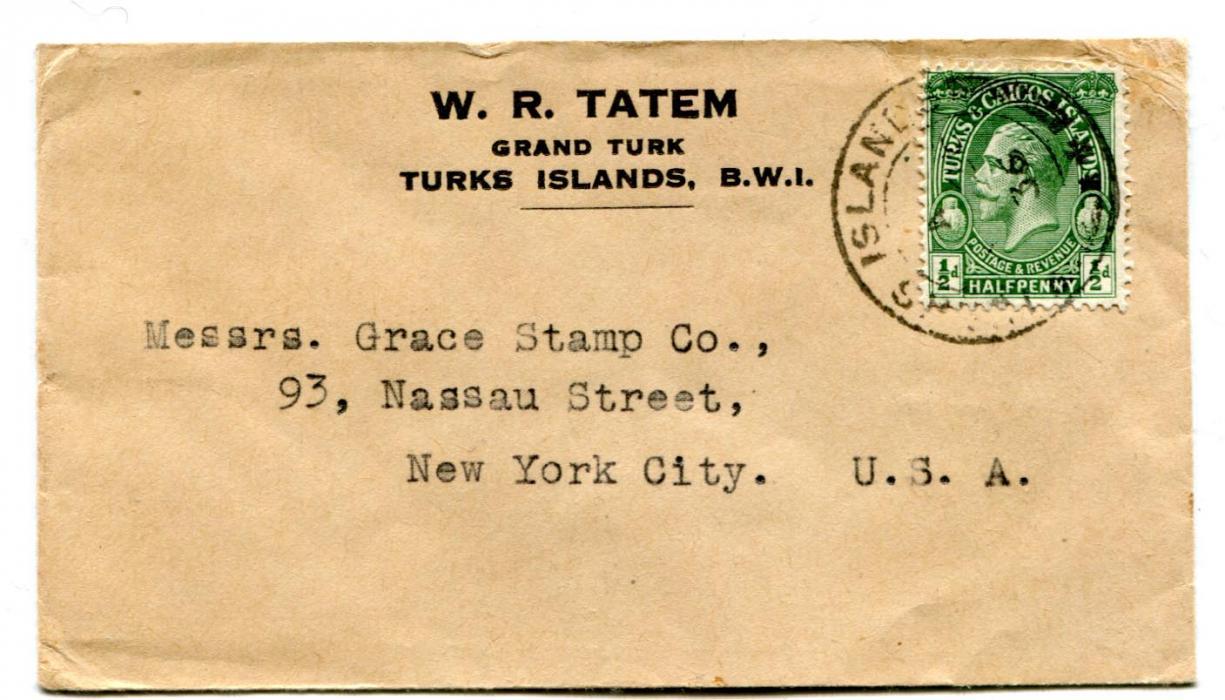 W. R. TATEM
GRAND TURK
TURKS ISLANDS, B.W.I.
TURKS & CAICOS ISLANDS
POSTAGE & REVENUE
½d HALFPENNY ½d
Messrs. Grace Stamp Co.,
93, Nassau Street,
New York City. U. S. A.